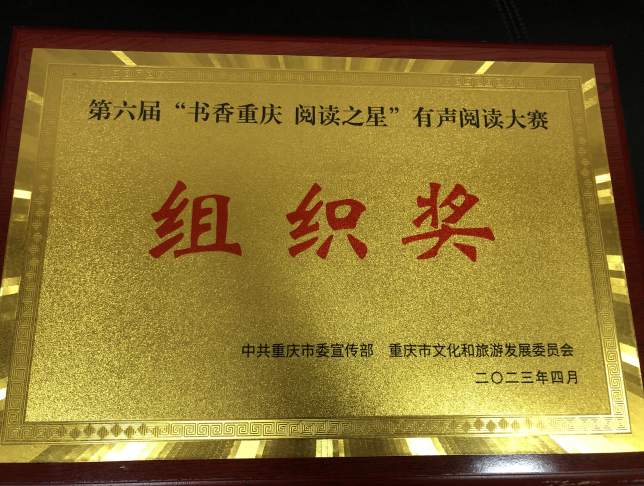 第六届“书香重庆 阅读之星”有声阅读大赛
组织奖
中共重庆市委宣传部 重庆市文化和旅游发展委员会
二〇二三年四月